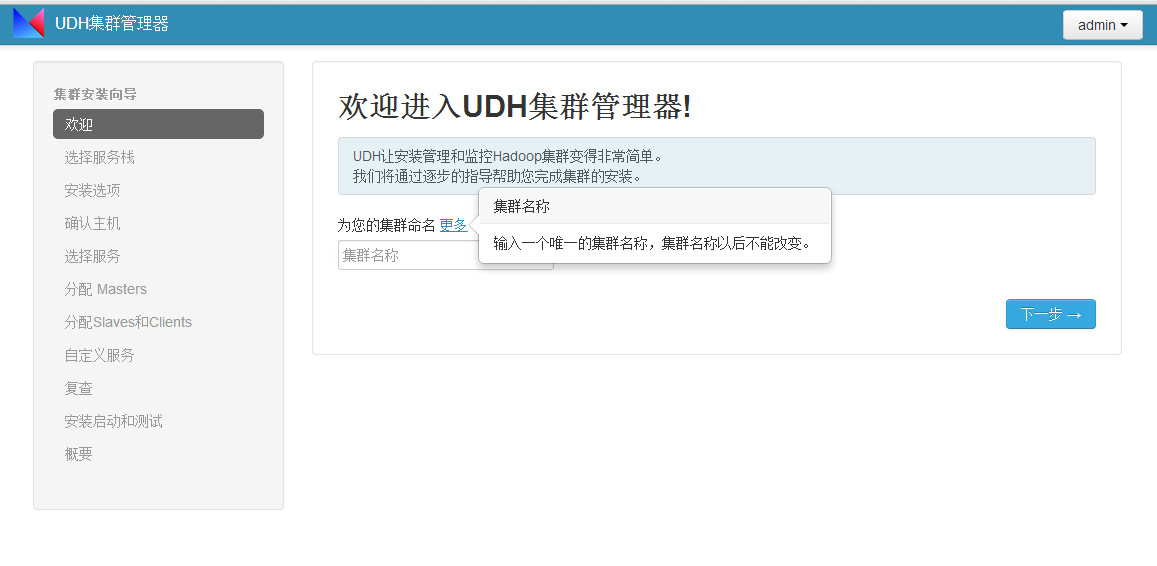 UDH集群管理器
admin
集群安装向导
欢迎
选择服务栈
安装选项
确认主机
选择服务
分配 Masters
分配Slaves和Clients
自定义服务
复查
安装启动和测试
概要
欢迎进入UDH集群管理器!
UDH让安装管理和监控Hadoop集群变得非常简单。
我们将通过逐步的指导帮助您完成集群的安装。
为您的集群命名 更多
集群名称
集群名称
输入一个唯一的集群名称，集群名称以后不能改变。
下一步 →